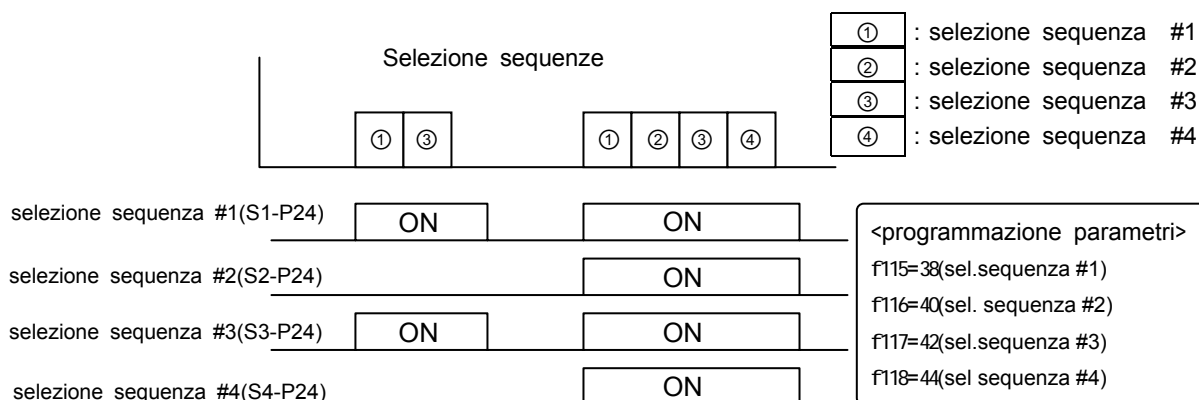 Selezione sequenze
① : selezione sequenza #1
② : selezione sequenza #2
③ : selezione sequenza #3
④ : selezione sequenza #4
① ③ ① ② ③ ④
selezione sequenza #1(S1-P24) ON ON
selezione sequenza #2(S2-P24) ON
selezione sequenza #3(S3-P24) ON ON
selezione sequenza #4(S4-P24) ON
<programmazione parametri>
f115=38(sel.sequenza #1)
f116=40(sel. sequenza #2)
f117=42(sel.sequenza #3)
f118=44(sel sequenza #4)